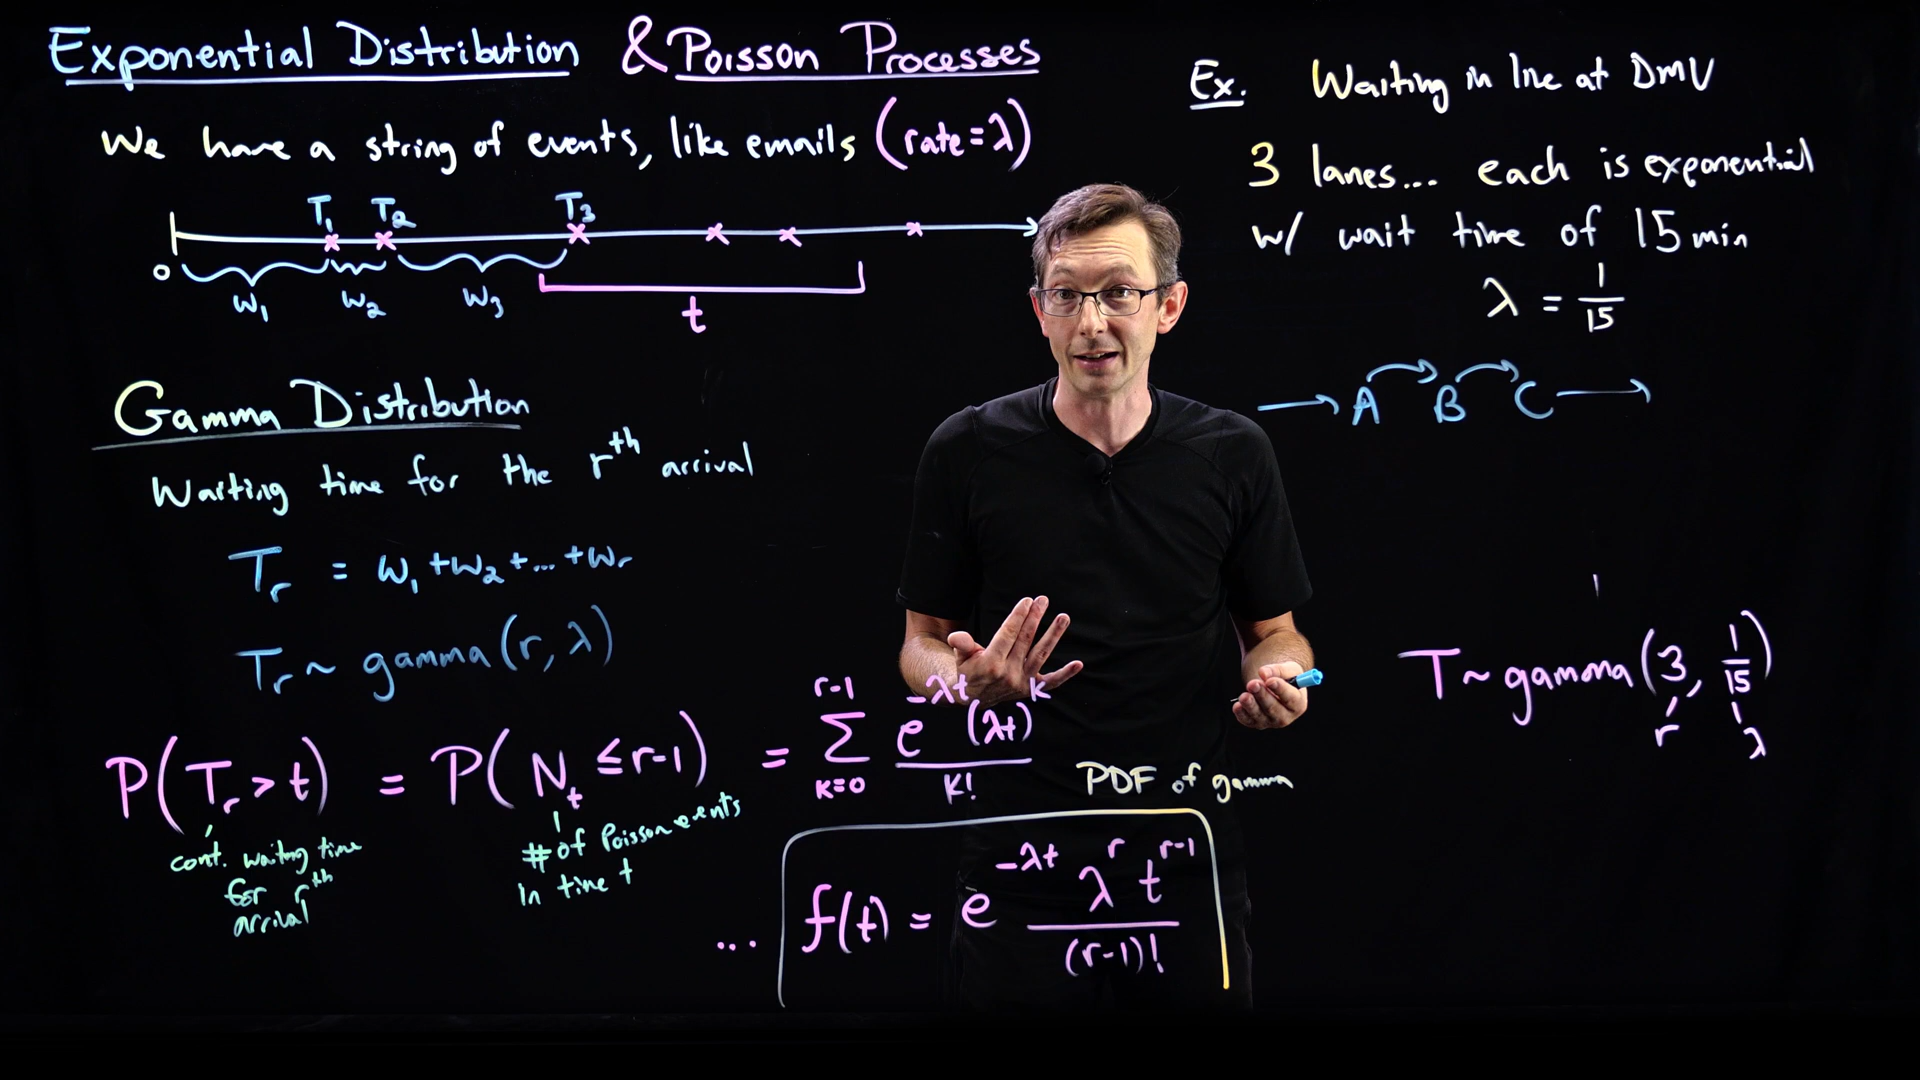 Exponential Distribution & Poisson Processes
We have a string of events, like emails (rate=λ)
T₁ T₂ T₃
0
W₁ W₂ W₃
t
Gamma Distribution
Waiting time for the rᵗʰ arrival
Tᵣ = W₁+W₂+...+Wᵣ
Tᵣ ~ gamma(r, λ)
P(Tᵣ > t) = P(Nₜ ≤ r-1) = Σ_{k=0}^{r-1} e^{-λt} (λt)^k / k!
cont. waiting time
for rᵗʰ
arrival
# of Poisson events
in time t
PDF of gamma
... f(t) = e^{-λt} λ^r t^{r-1} / (r-1)!
Ex. Waiting in line at DMV
3 lanes... each is exponential
w/ wait time of 15 min
λ = 1/15
A B C
T ~ gamma(3, 1/15)
r λ